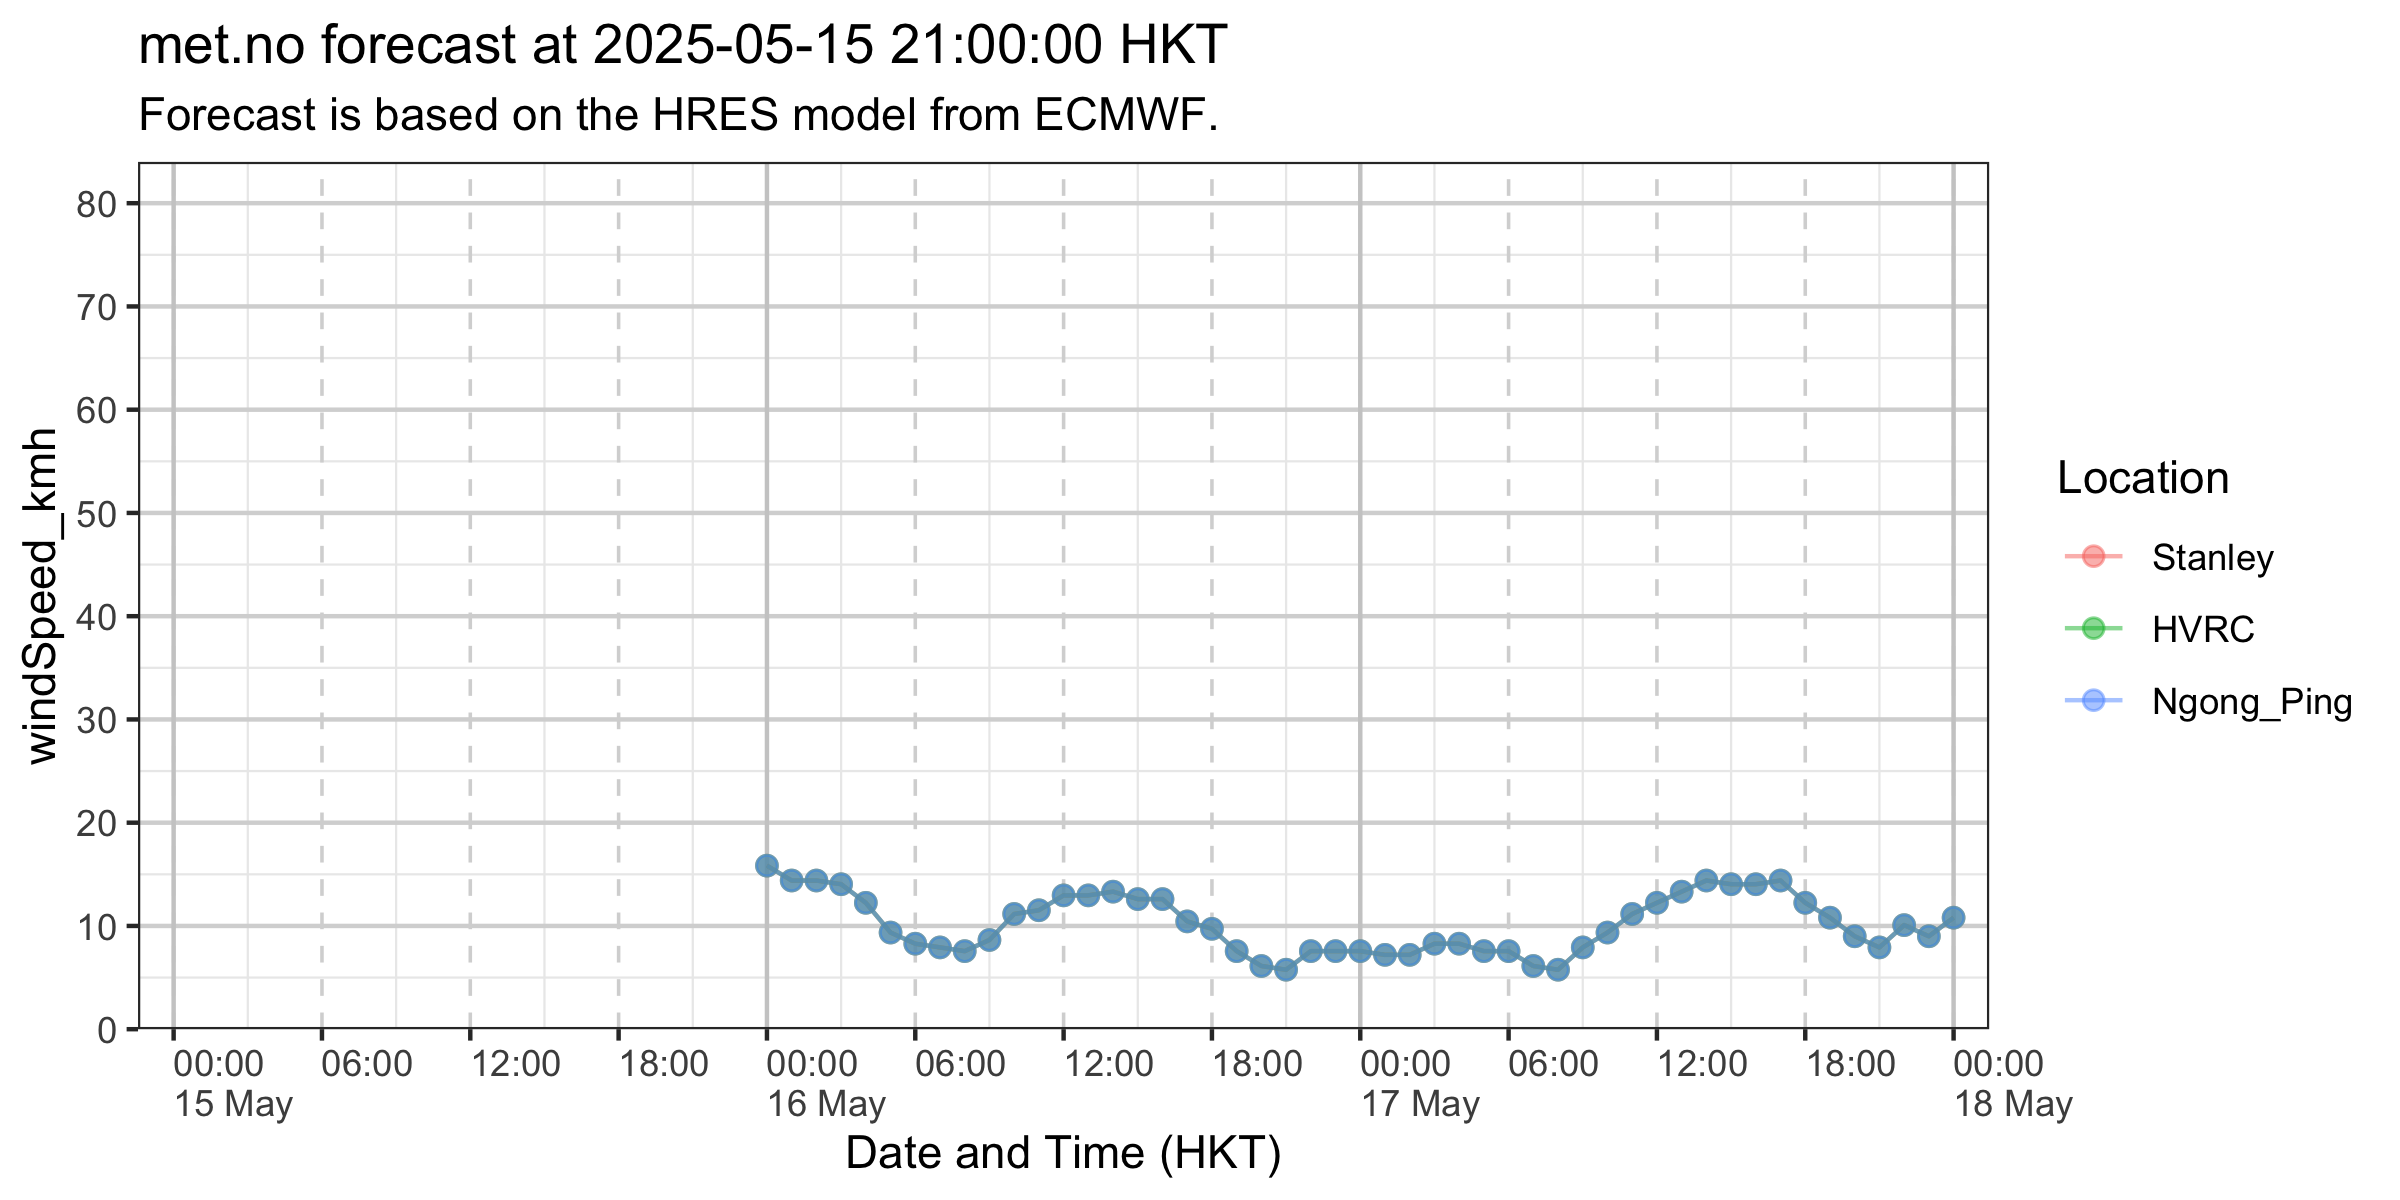 met.no forecast at 2025-05-15 21:00:00 HKT
Forecast is based on the HRES model from ECMWF.
windSpeed_kmh
80
70
60
50
40
30
20
10
0
00:00 06:00 12:00 18:00 00:00 06:00 12:00 18:00 00:00 06:00 12:00 18:00 00:00
15 May 16 May 17 May 18 May
Date and Time (HKT)
Location
Stanley
HVRC
Ngong_Ping